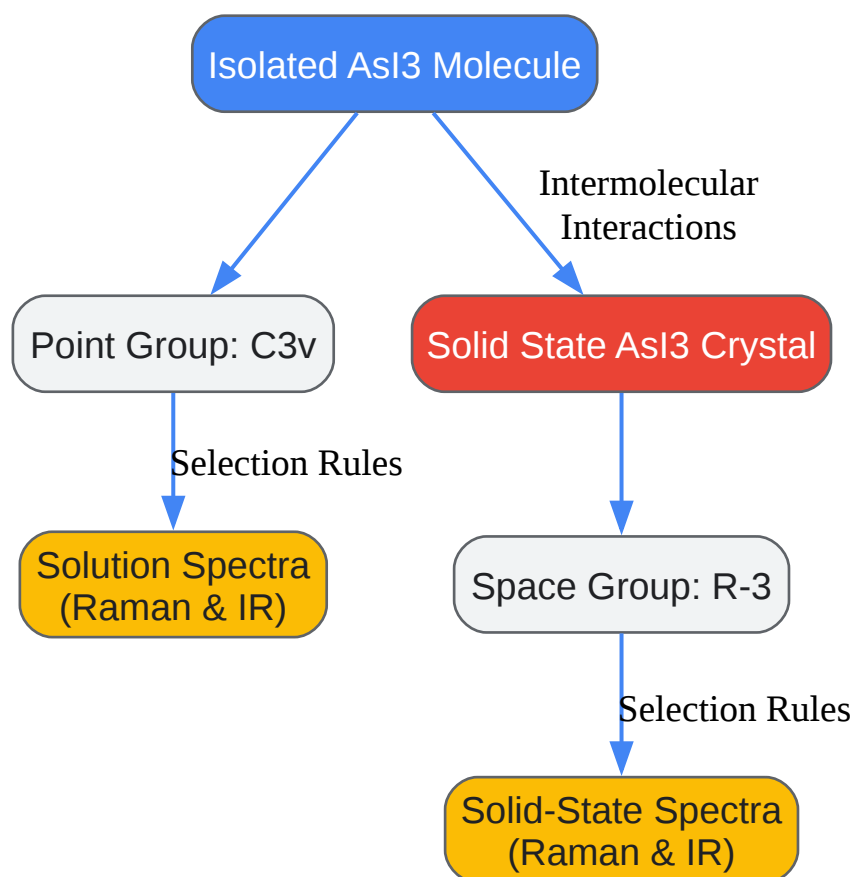 Isolated AsI3 Molecule
Intermolecular
Interactions
Point Group: C3v
Solid State AsI3 Crystal
Selection Rules
Solution Spectra
(Raman & IR)
Space Group: R-3
Selection Rules
Solid-State Spectra
(Raman & IR)